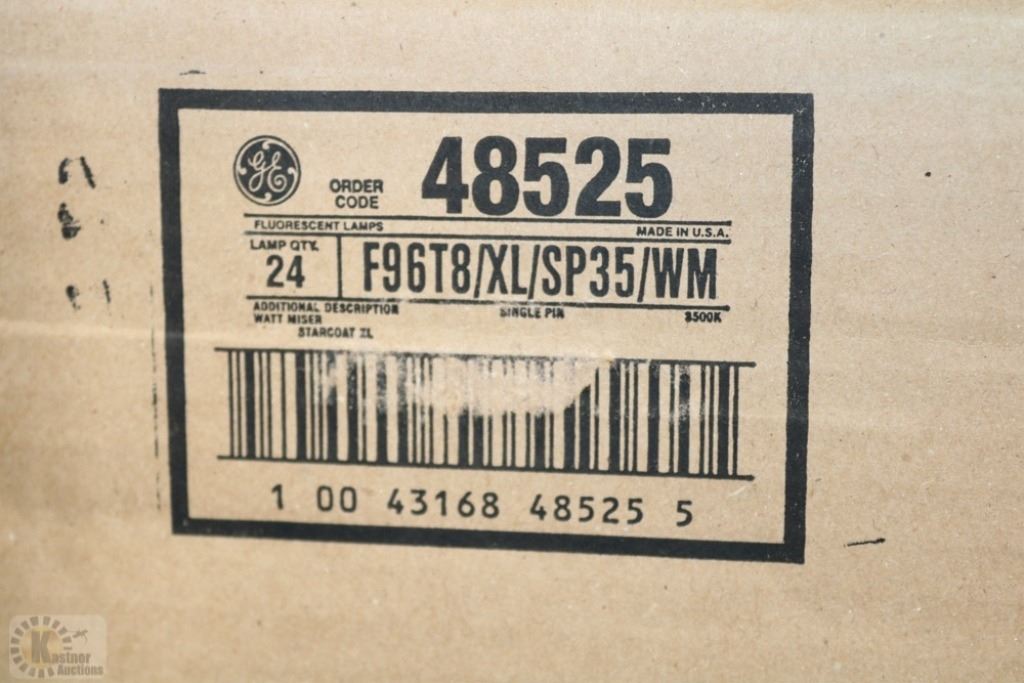 GE
ORDER CODE 48525
FLUORESCENT LAMPS MADE IN U.S.A.
LAMP QTY. 24 F96T8/XL/SP35/WM
ADDITIONAL DESCRIPTION SINGLE PIN 3500K
WATT MISER
STARCOAT XL
1 00 43168 48525 5
Kastner
Auctions